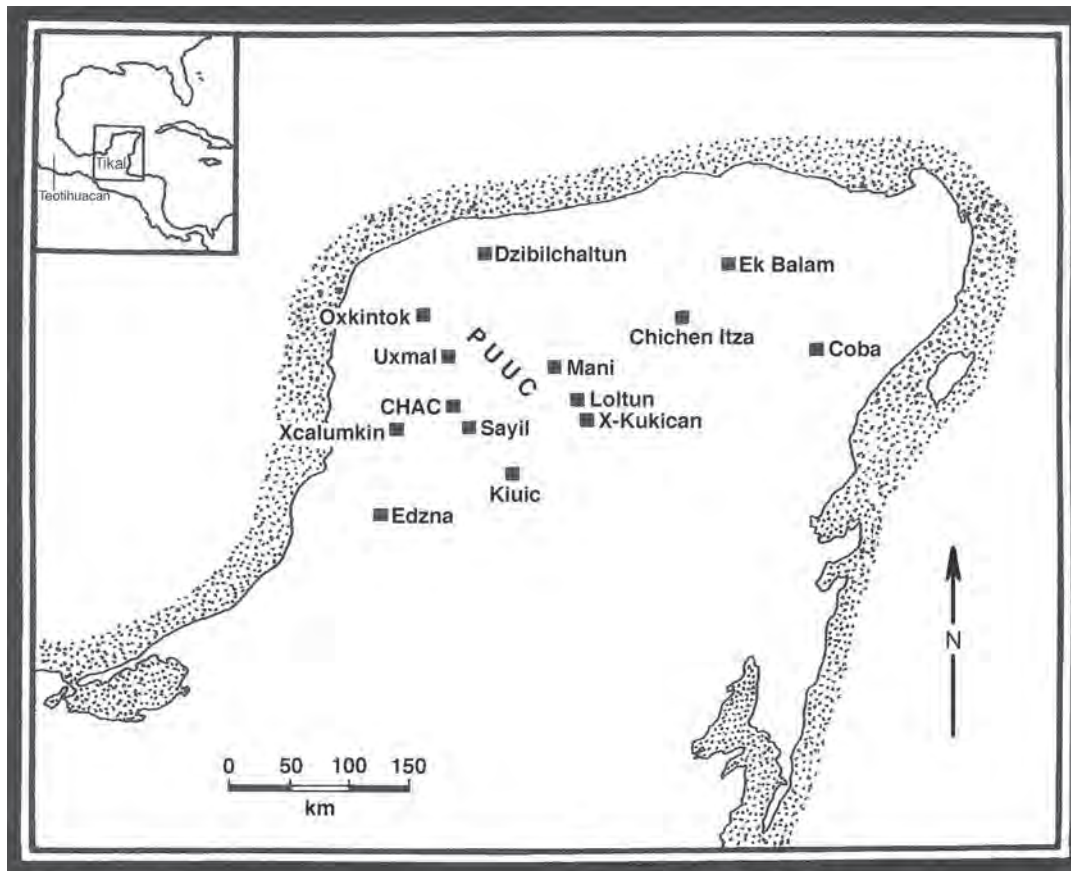 Tikal
Teotihuacan
Dzibilchaltun
Ek Balam
Oxkintok
Chichen Itza
PUUC
Uxmal
Coba
Mani
CHAC
Loltun
X-Kukican
Xcalumkin
Sayil
Kiuic
Edzna
N
0 50 100 150
km